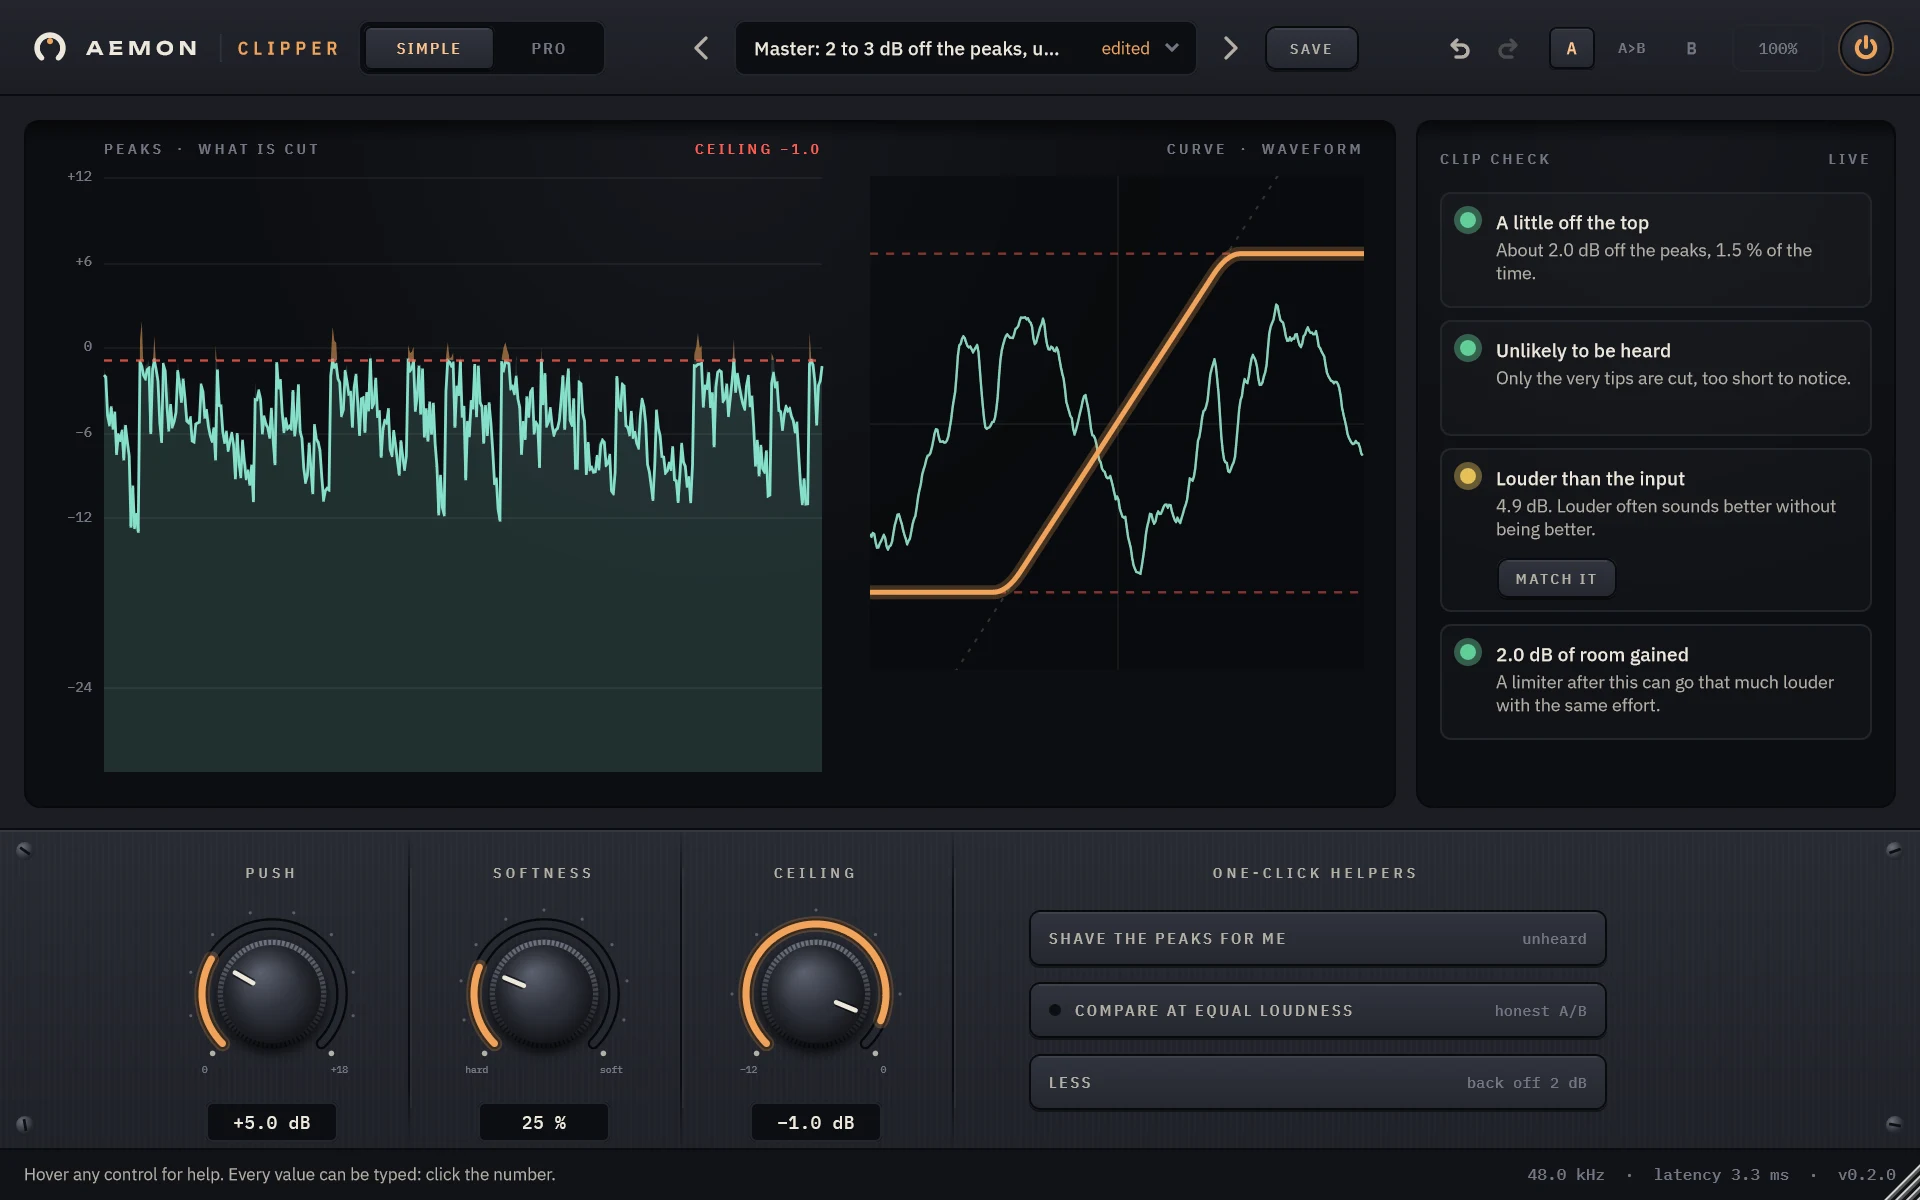 AEMON CLIPPER
SIMPLE PRO
Master: 2 to 3 dB off the peaks, u... edited
SAVE
A A>B B 100%
PEAKS · WHAT IS CUT CEILING −1.0
+12
+6
0
−6
−12
−24
CURVE · WAVEFORM
CLIP CHECK LIVE
A little off the top
About 2.0 dB off the peaks, 1.5 % of the
time.
Unlikely to be heard
Only the very tips are cut, too short to notice.
Louder than the input
4.9 dB. Louder often sounds better without
being better.
MATCH IT
2.0 dB of room gained
A limiter after this can go that much louder
with the same effort.
PUSH
0 +18
+5.0 dB
SOFTNESS
hard soft
25 %
CEILING
−12 0
−1.0 dB
ONE-CLICK HELPERS
SHAVE THE PEAKS FOR ME unheard
COMPARE AT EQUAL LOUDNESS honest A/B
LESS back off 2 dB
Hover any control for help. Every value can be typed: click the number.
48.0 kHz · latency 3.3 ms · v0.2.0